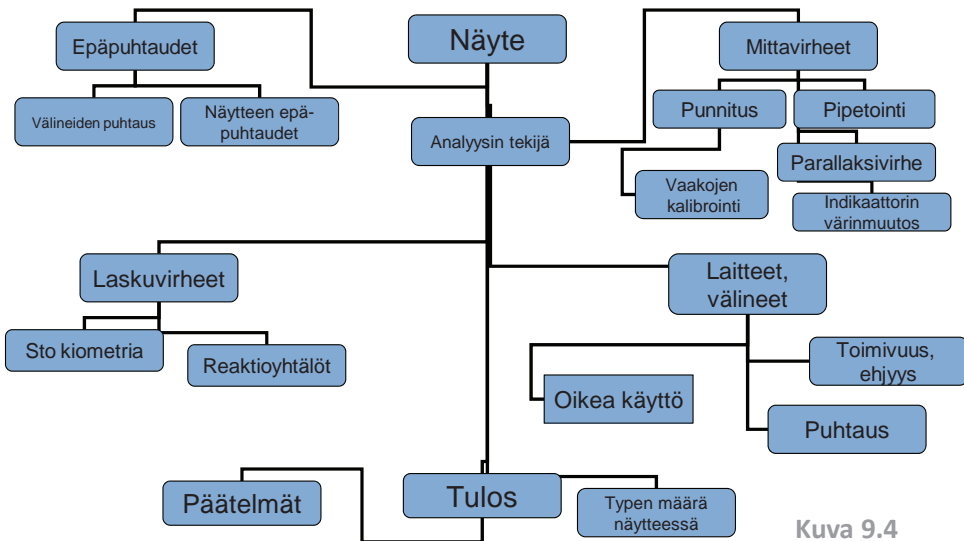 Epäpuhtaudet
Näyte
Mittavirheet
Välineiden puhtaus
Näytteen epä-
puhtaudet
Punnitus
Pipetointi
Analyysin tekijä
Parallaksivirhe
Vaakojen
kalibrointi
Indikaattorin
värinmuutos
Laskuvirheet
Laitteet,
välineet
Sto kiometria
Reaktioyhtälöt
Toimivuus,
ehjyys
Oikea käyttö
Puhtaus
Päätelmät
Tulos
Typen määrä
näytteessä
Kuva 9.4